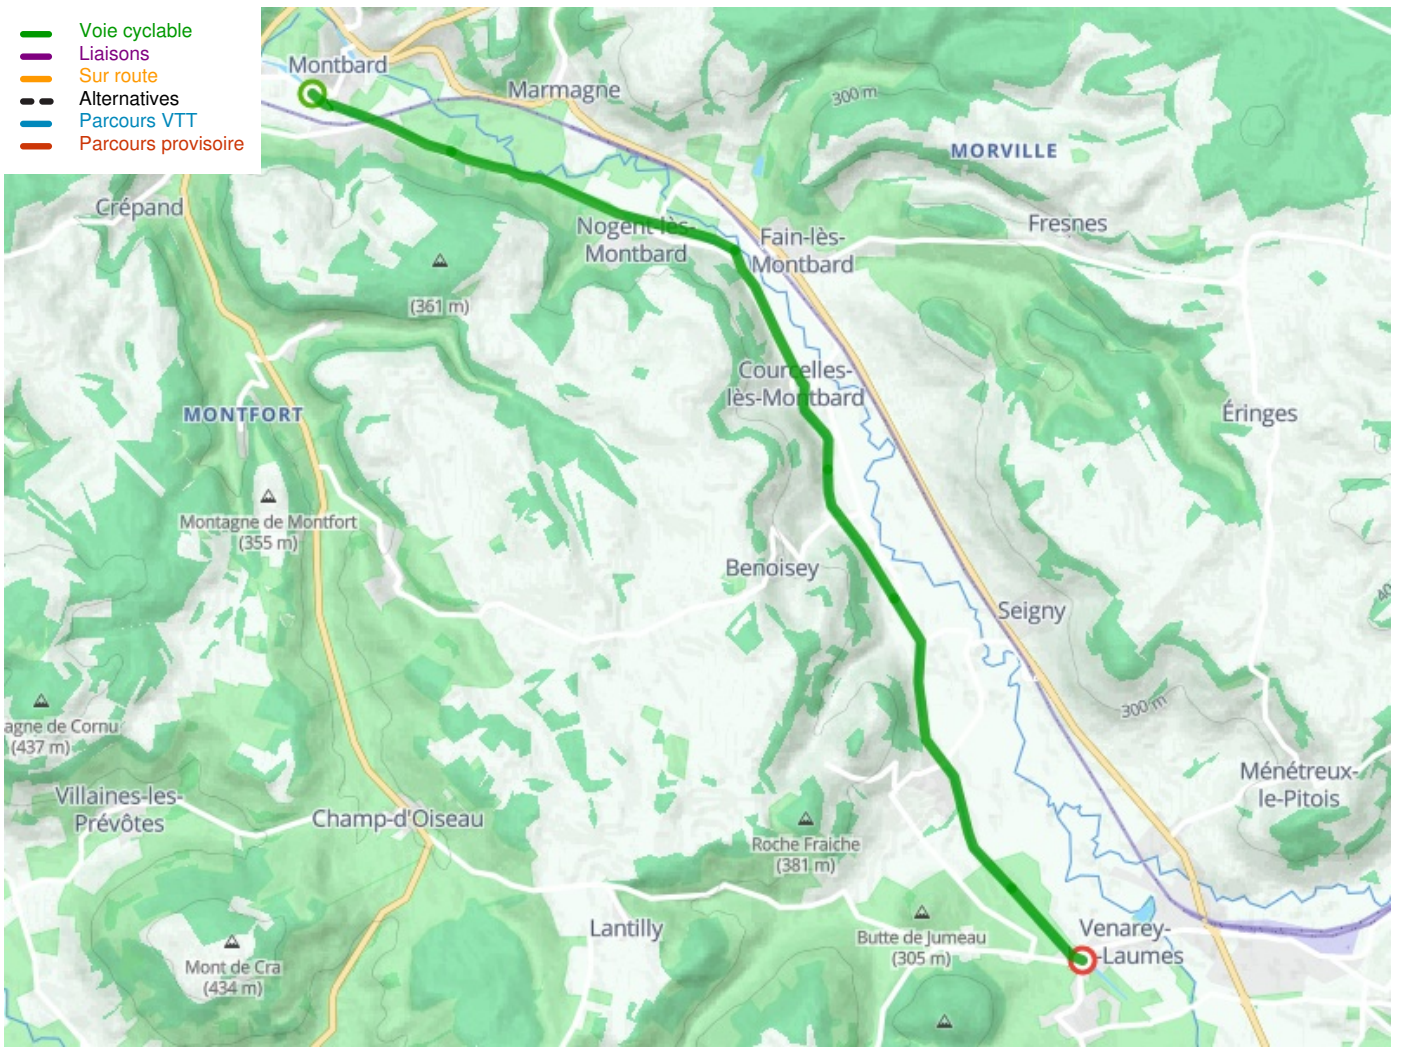 Voie cyclable
Liaisons
Sur route
Alternatives
Parcours VTT
Parcours provisoire
Montbard
Marmagne
300 m
MORVILLE
Crépand
Fresnes
Nogent-lès-
Montbard
Fain-lès-
Montbard
(361 m)
Courcelles-
lès-Montbard
MONTFORT
Éringes
Montagne de Montfort
(355 m)
Benoisey
Seigny
40
300 m
agne de Cornu
(437 m)
Villaines-les-
Prévôtes
Champ-d'Oiseau
Ménétreux-
le-Pitois
Roche Fraiche
(381 m)
Lantilly
Butte de Jumeau
(305 m)
Venarey-
-Laumes
Mont de Cra
(434 m)